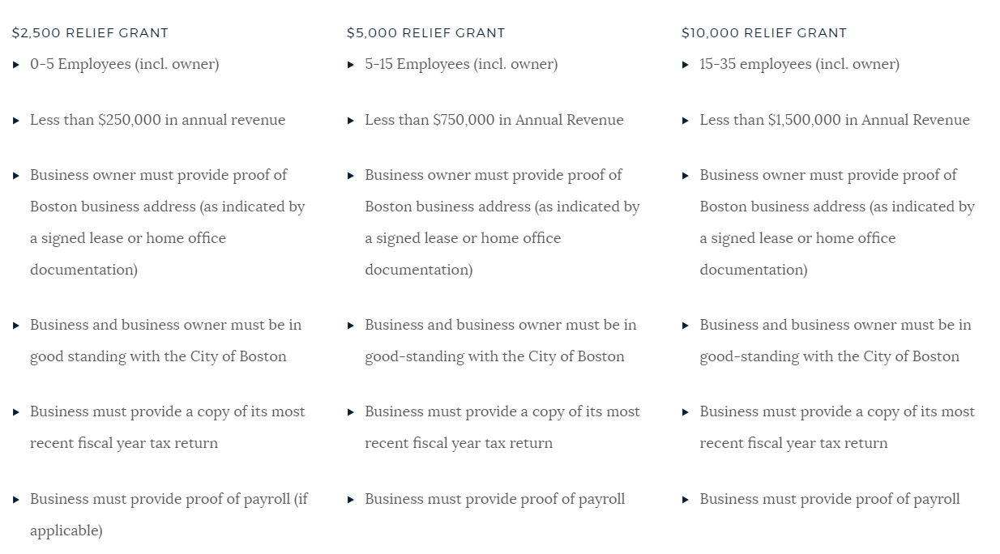 $2,500 RELIEF GRANT
0-5 Employees (incl. owner)
Less than $250,000 in annual revenue
Business owner must provide proof of
Boston business address (as indicated by
a signed lease or home office
documentation)
Business and business owner must be in
good standing with the City of Boston
Business must provide a copy of its most
recent fiscal year tax return
Business must provide proof of payroll (if
applicable)
$5,000 RELIEF GRANT
5-15 Employees (incl. owner)
Less than $750,000 in Annual Revenue
Business owner must provide proof of
Boston business address (as indicated by
a signed lease or home office
documentation)
Business and business owner must be in
good-standing with the City of Boston
Business must provide a copy of its most
recent fiscal year tax return
Business must provide proof of payroll
$10,000 RELIEF GRANT
15-35 employees (incl. owner)
Less than $1,500,000 in Annual Revenue
Business owner must provide proof of
Boston business address (as indicated by
a signed lease or home office
documentation)
Business and business owner must be in
good-standing with the City of Boston
Business must provide a copy of its most
recent fiscal year tax return
Business must provide proof of payroll